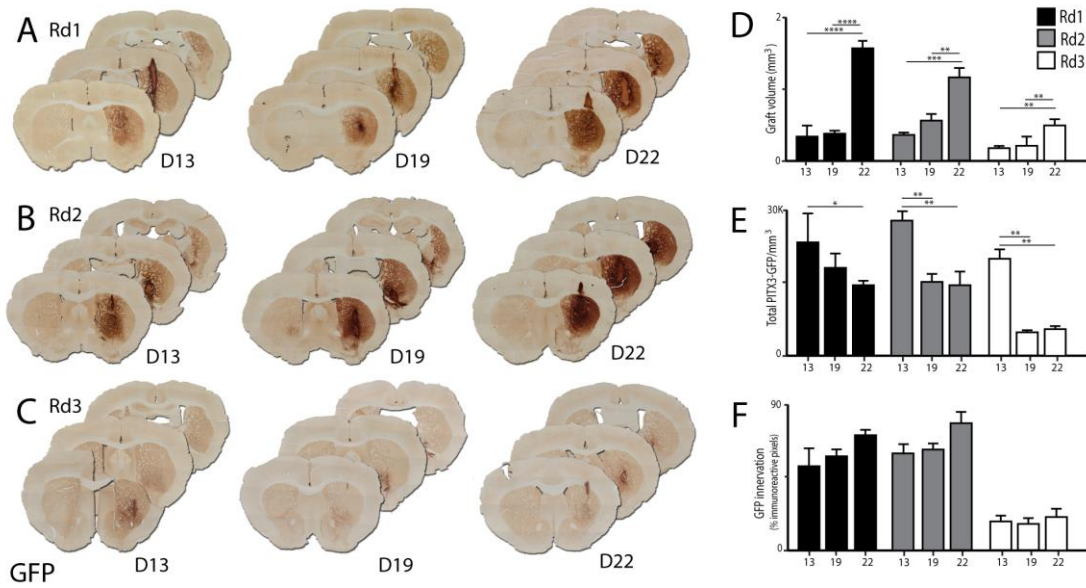 A Rd1
D13
D19
D22
B Rd2
D13
D19
D22
C Rd3
D13
D19
D22
GFP
D
Rd1
Rd2
Rd3
Graft volume (mm³)
2
0
**** ****
*** **
** **
13 19 22 13 19 22 13 19 22
E
Total PITX3-GFP/mm³
30K
0
*
** **
** **
13 19 22 13 19 22 13 19 22
F
GFP innervation
(% immunoreactive pixels)
90
0
13 19 22 13 19 22 13 19 22